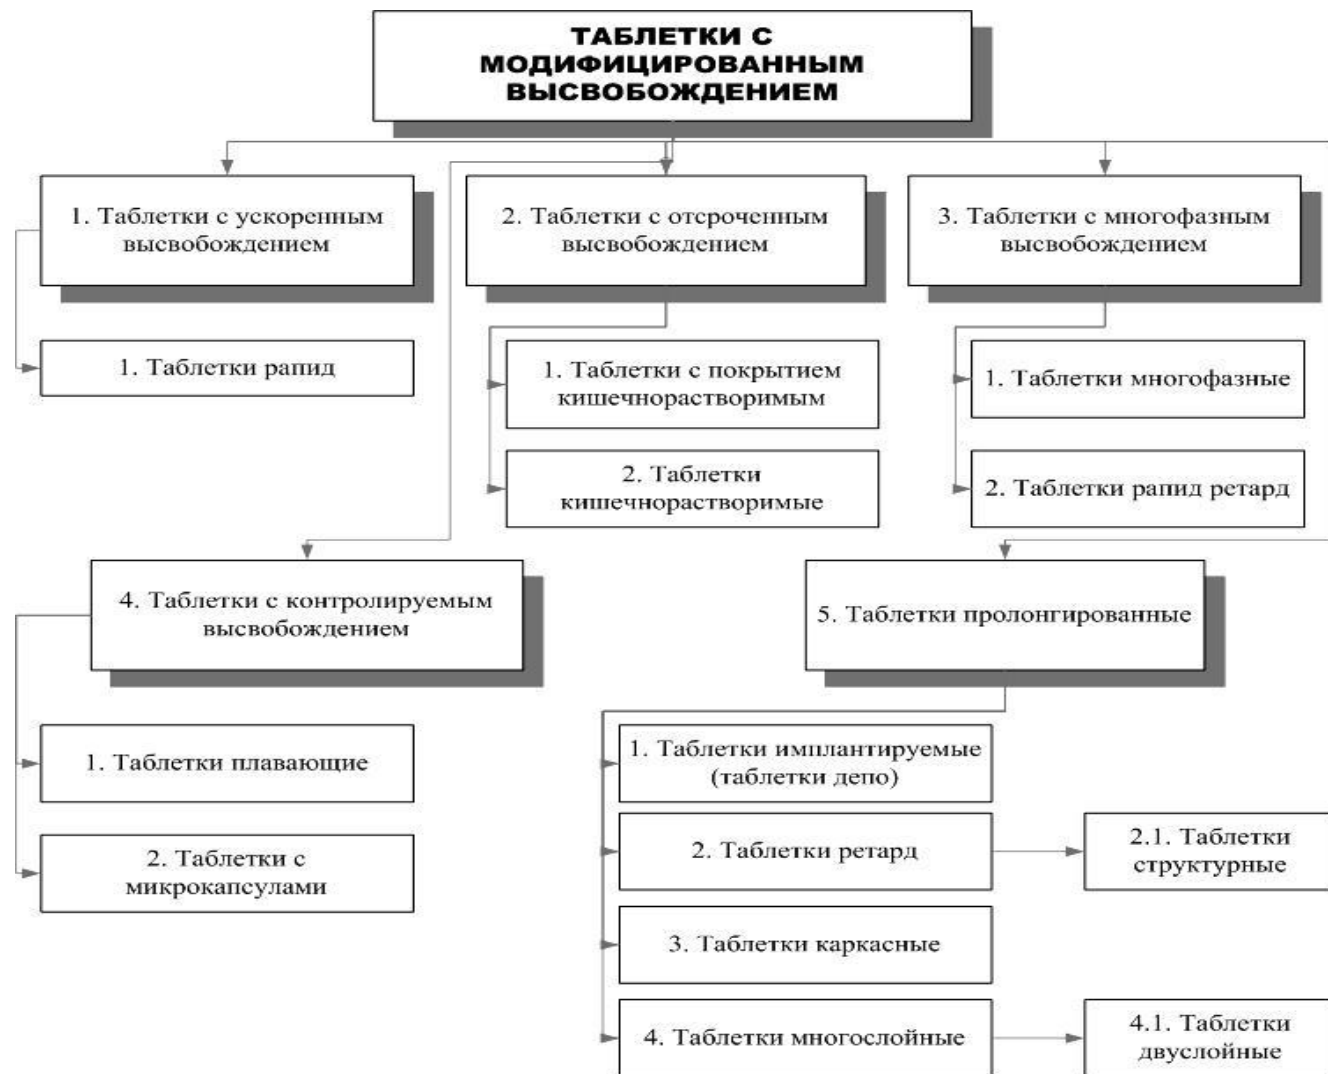 ТАБЛЕТКИ С
МОДИФИЦИРОВАННЫМ
ВЫСВОБОЖДЕНИЕМ
1. Таблетки с ускоренным
высвобождением
2. Таблетки с отсроченным
высвобождением
3. Таблетки с многофазным
высвобождением
1. Таблетки рапид
1. Таблетки с покрытием
кишечнорастворимым
2. Таблетки
кишечнорастворимые
1. Таблетки многофазные
2. Таблетки рапид ретард
4. Таблетки с контролируемым
высвобождением
5. Таблетки пролонгированные
1. Таблетки плавающие
2. Таблетки с
микрокапсулами
1. Таблетки имплантируемые
(таблетки депо)
2. Таблетки ретард
2.1. Таблетки
структурные
3. Таблетки каркасные
4. Таблетки многослойные
4.1. Таблетки
двуслойные